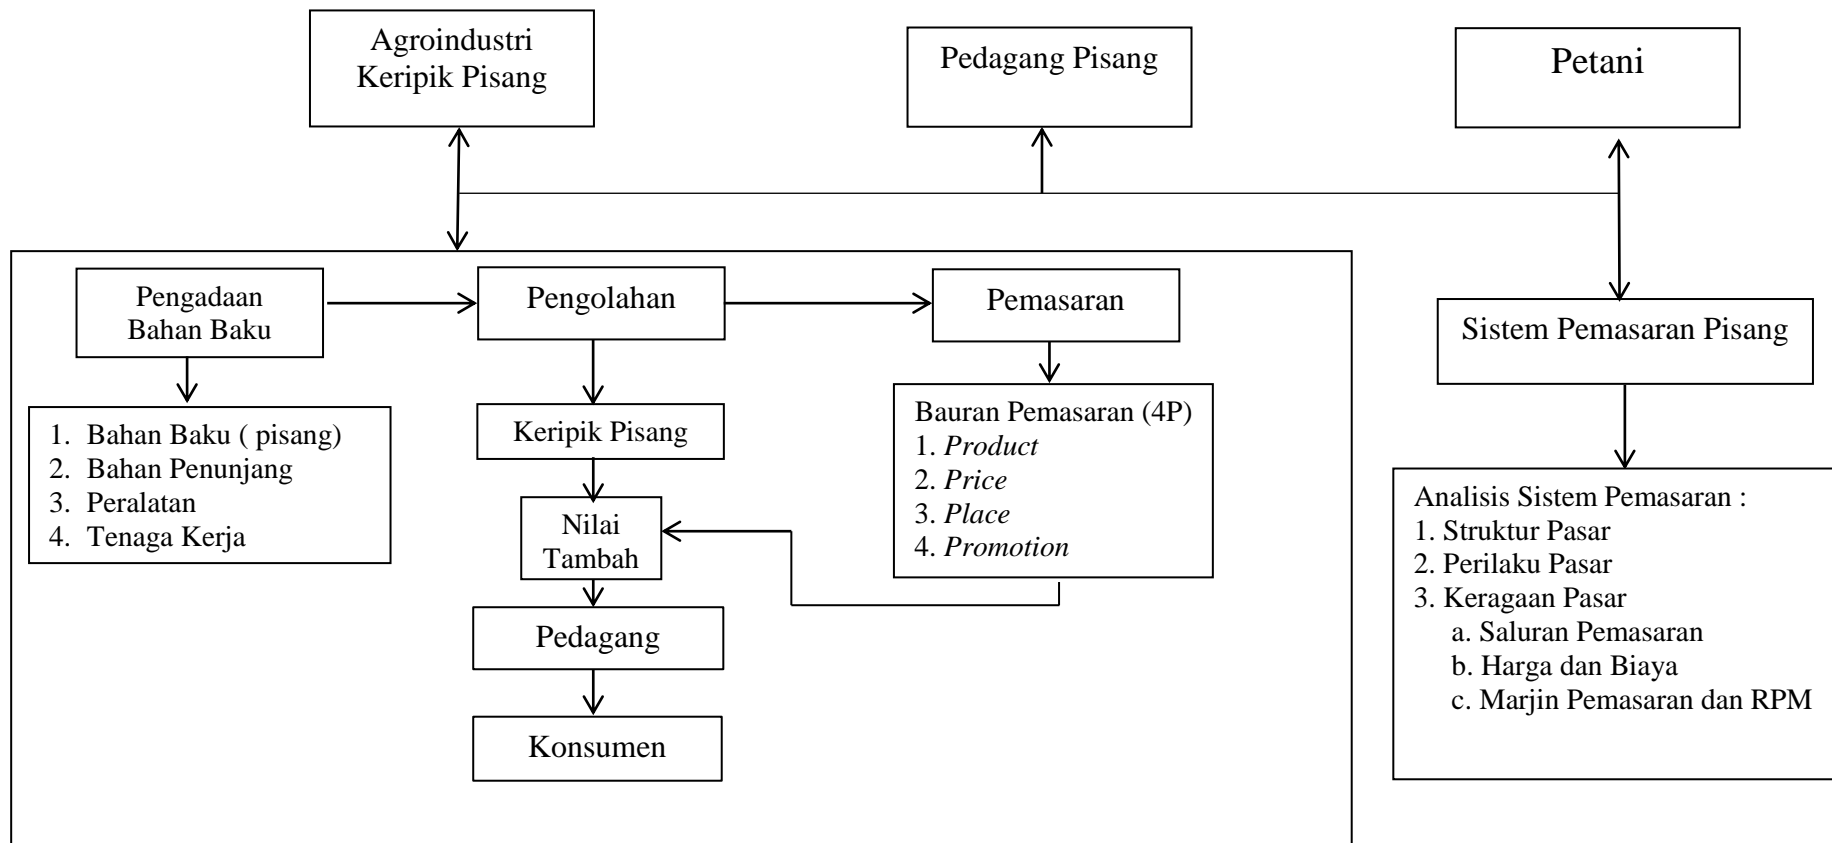 Agroindustri
Keripik Pisang
Pedagang Pisang
Petani
Pengadaan
Bahan Baku
Pengolahan
Pemasaran
Sistem Pemasaran Pisang
1. Bahan Baku ( pisang)
2. Bahan Penunjang
3. Peralatan
4. Tenaga Kerja
Keripik Pisang
Bauran Pemasaran (4P)
1. Product
2. Price
3. Place
4. Promotion
Nilai
Tambah
Pedagang
Konsumen
Analisis Sistem Pemasaran :
1. Struktur Pasar
2. Perilaku Pasar
3. Keragaan Pasar
a. Saluran Pemasaran
b. Harga dan Biaya
c. Marjin Pemasaran dan RPM